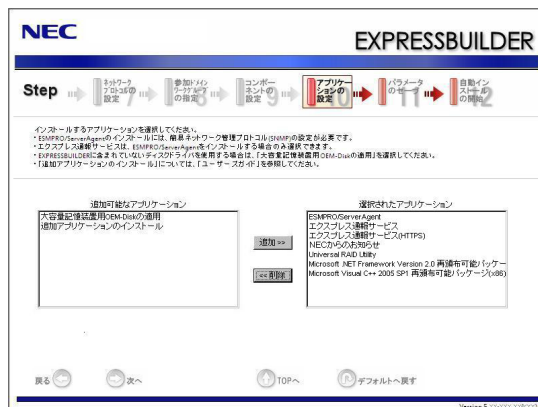 NEC
EXPRESSBUILDER
Step
ネットワーク
プロトコルの
設定 7
参加ドメイン
ワークグループ
の指定 8
コンポー
ネントの
設定 9
アプリケー
ションの
設定 10
パラメータ
のセーブ 11
自動イン
ストール
の開始 12
インストールするアプリケーションを選択してください。
・ESMPRO/ServerAgentのインストールには、簡易ネットワーク管理プロトコル(SNMP)の設定が必要です。
・エクスプレス通報サービスは、ESMPRO/ServerAgentをインストールする場合のみ選択できます。
・EXPRESSBUILDERに含まれていないディスクドライバを使用する場合は、「大容量記憶装置用OEM-Diskの適用」を選択してください。
・「追加アプリケーションのインストール」については、「ユーザーズガイド」を参照してください。
追加可能なアプリケーション
大容量記憶装置用OEM-Diskの適用
追加アプリケーションのインストール
追加 >>
<< 削除
選択されたアプリケーション
ESMPRO/ServerAgent
エクスプレス通報サービス
エクスプレス通報サービス(HTTPS)
NECからのお知らせ
Universal RAID Utility
Microsoft .NET Framework Version 2.0 再頒布可能パッケー
Microsoft Visual C++ 2005 SP1 再頒布可能パッケージ(x86)
戻る
次へ
TOPへ
デフォルトへ戻す